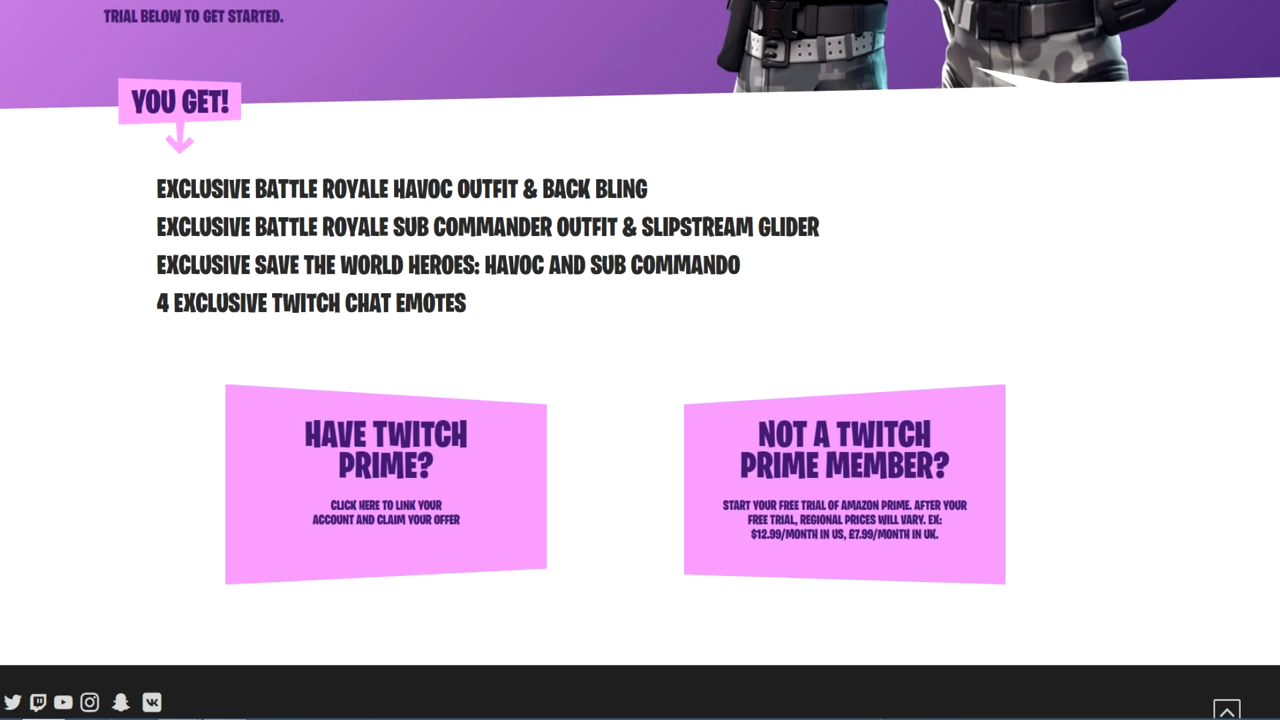 TRIAL BELOW TO GET STARTED.
YOU GET!
EXCLUSIVE BATTLE ROYALE HAVOC OUTFIT & BACK BLING
EXCLUSIVE BATTLE ROYALE SUB COMMANDER OUTFIT & SLIPSTREAM GLIDER
EXCLUSIVE SAVE THE WORLD HEROES: HAVOC AND SUB COMMANDO
4 EXCLUSIVE TWITCH CHAT EMOTES
HAVE TWITCH
PRIME?
CLICK HERE TO LINK YOUR
ACCOUNT AND CLAIM YOUR OFFER
NOT A TWITCH
PRIME MEMBER?
START YOUR FREE TRIAL OF AMAZON PRIME. AFTER YOUR
FREE TRIAL, REGIONAL PRICES WILL VARY. EX:
$12.99/MONTH IN US, £7.99/MONTH IN UK.